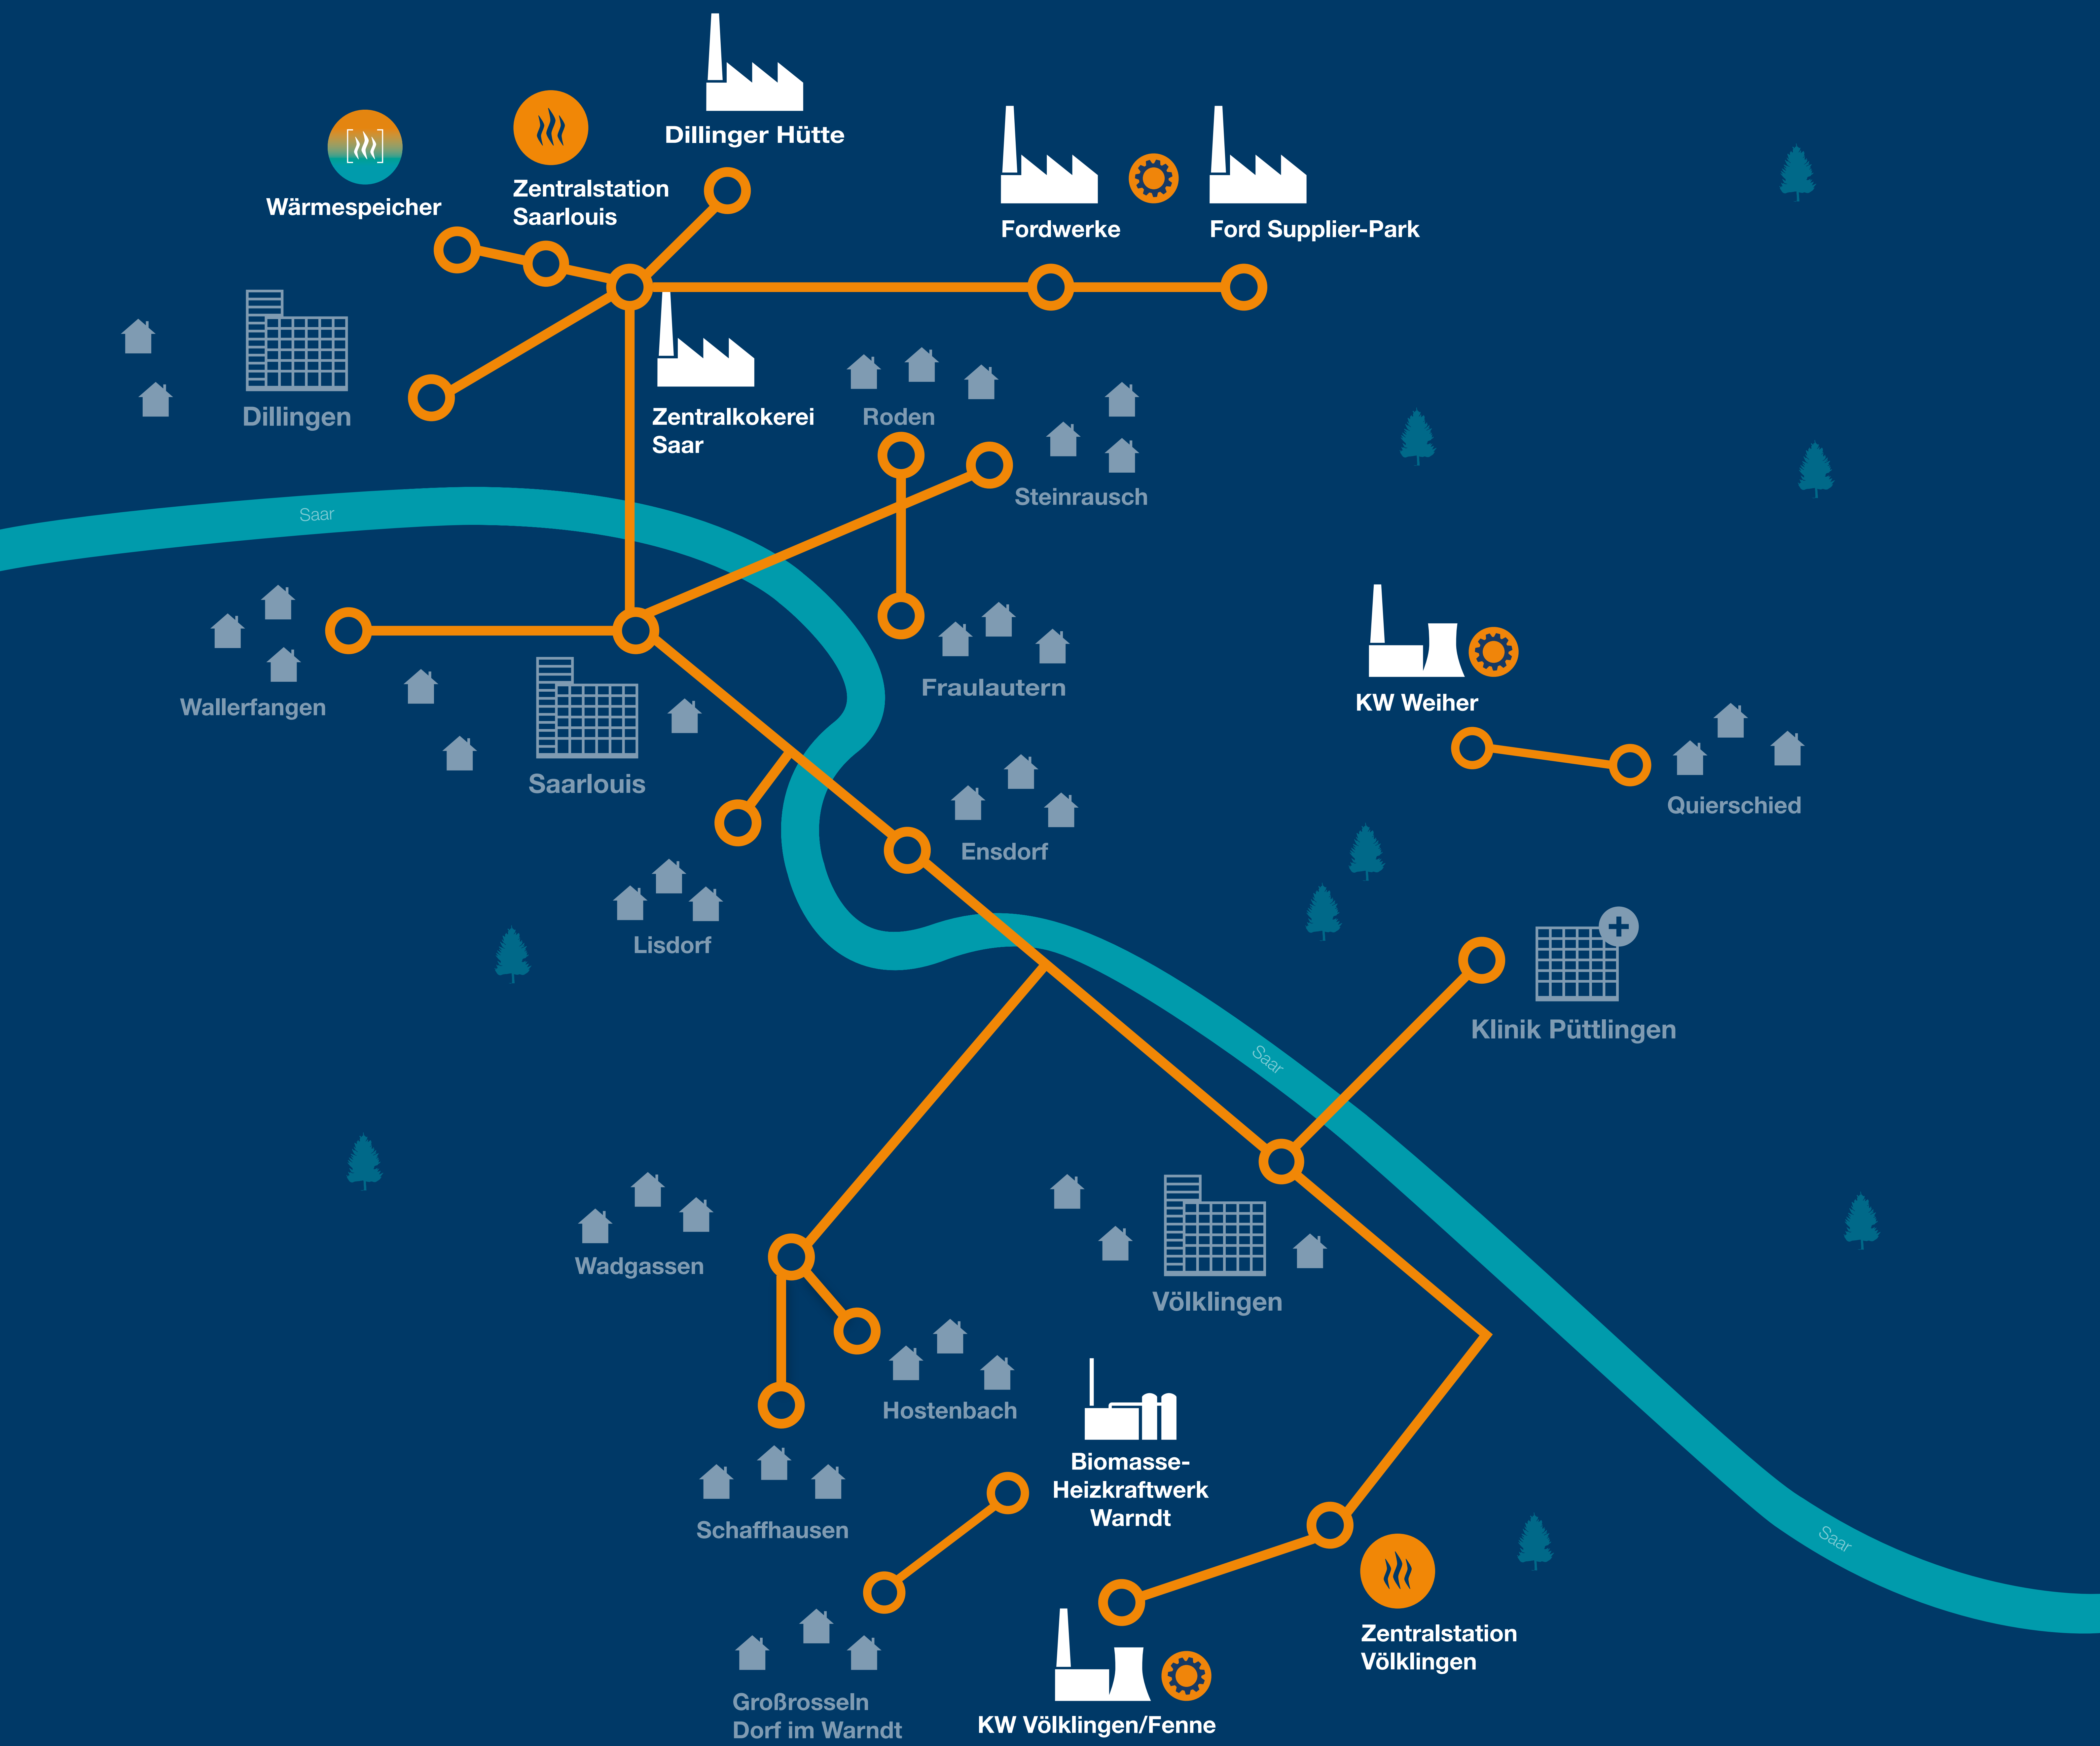 Dillinger Hütte
Wärmespeicher
Zentralstation
Saarlouis
Fordwerke
Ford Supplier-Park
Dillingen
Zentralkokerei
Saar
Roden
Steinrausch
Saar
Wallerfangen
Saarlouis
Fraulautern
KW Weiher
Quierschied
Ensdorf
Lisdorf
Klinik Püttlingen
Saar
Wadgassen
Völklingen
Hostenbach
Biomasse-
Heizkraftwerk
Warndt
Schaffhausen
Saar
Zentralstation
Völklingen
Großrosseln
Dorf im Warndt
KW Völklingen/Fenne